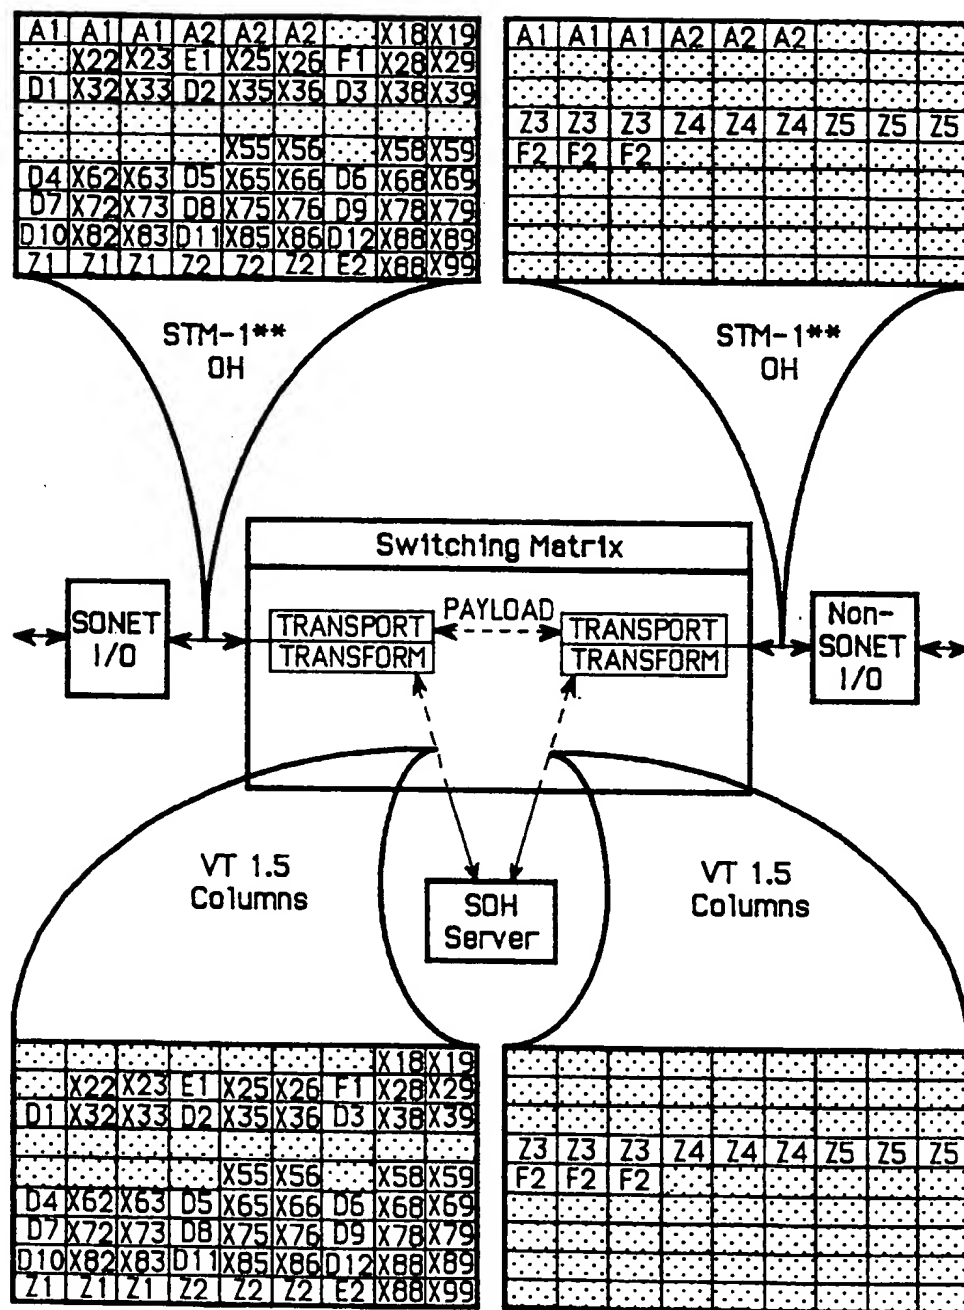 A1 A1 A1 A2 A2 A2 X18 X19 A1 A1 A1 A2 A2 A2
X22 X23 E1 X25 X26 F1 X28 X29
D1 X32 X33 D2 X35 X36 D3 X38 X39
Z3 Z3 Z3 Z4 Z4 Z4 Z5 Z5 Z5
X55 X56 X58 X59 F2 F2 F2
D4 X62 X63 D5 X65 X66 D6 X68 X69
D7 X72 X73 D8 X75 X76 D9 X78 X79
D10 X82 X83 D11 X85 X86 D12 X88 X89
Z1 Z1 Z1 Z2 Z2 Z2 E2 X88 X99
STM-1**
OH
STM-1**
OH
Switching Matrix
SONET
I/O
TRANSPORT
TRANSFORM
PAYLOAD
TRANSPORT
TRANSFORM
Non-
SONET
I/O
VT 1.5
Columns
SOH
Server
VT 1.5
Columns
X18 X19
X22 X23 E1 X25 X26 F1 X28 X29
D1 X32 X33 D2 X35 X36 D3 X38 X39
Z3 Z3 Z3 Z4 Z4 Z4 Z5 Z5 Z5
X55 X56 X58 X59 F2 F2 F2
D4 X62 X63 D5 X65 X66 D6 X68 X69
D7 X72 X73 D8 X75 X76 D9 X78 X79
D10 X82 X83 D11 X85 X86 D12 X88 X89
Z1 Z1 Z1 Z2 Z2 Z2 E2 X88 X99